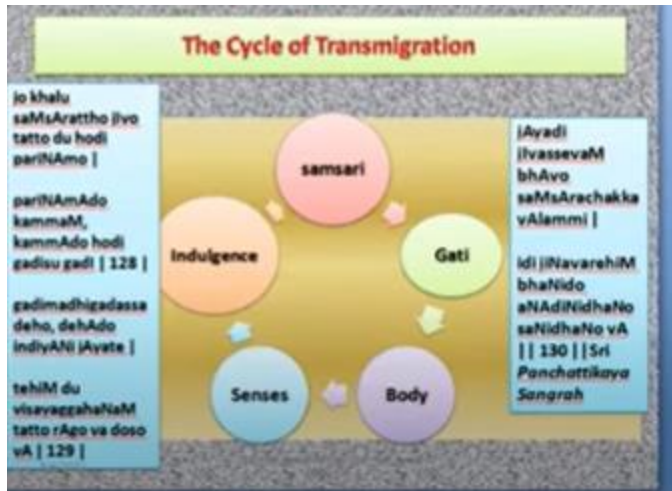 The Cycle of Transmigration
jo khalu
saMsArattho jIvo
tatto du hodi
pariNAmo |
pariNAmAdo
kammaM,
kammAdo hodi
gadisu gadI | 128 |
gadimadhigadassa
deho, dehAdo
indiyANi jAyate |
tehiM du
visayaggahaNaM
tatto rAgo va doso
vA | 129 |
samsari
Gati
Body
Senses
Indulgence
jAyadi
jIvassevaM
bhAvo
saMsArachakka
vAlammi |
idi jiNavarehiM
bhaNido
aNAdiNidhaNo
saNidhaNo vA
|| 130 ||Sri
Panchattikaya
Sangrah